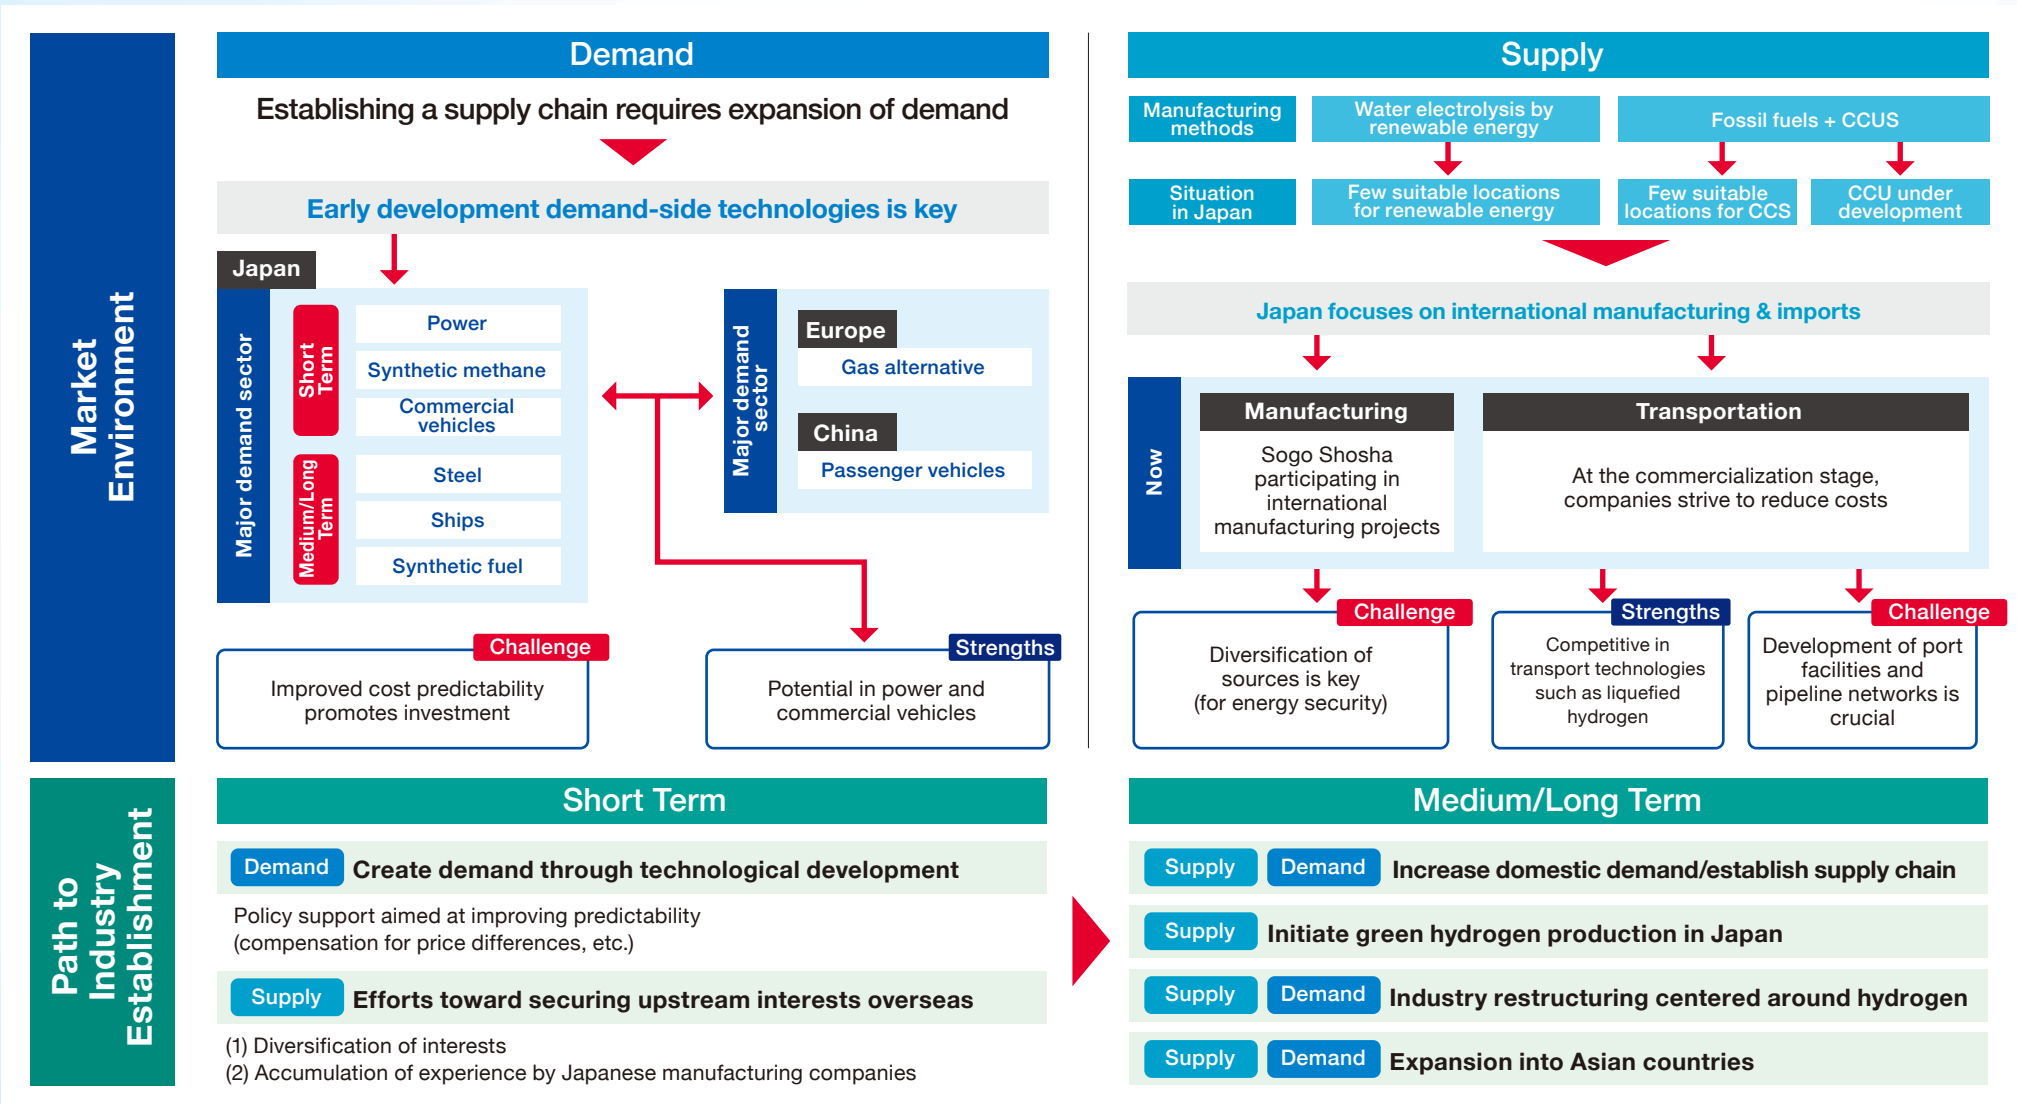 Market
Environment
Demand
Establishing a supply chain requires expansion of demand
Early development demand-side technologies is key
Japan
Major demand sector
Short
Term
Power
Synthetic methane
Commercial
vehicles
Medium/Long
Term
Steel
Ships
Synthetic fuel
Major demand
sector
Europe
Gas alternative
China
Passenger vehicles
Challenge
Improved cost predictability
promotes investment
Strengths
Potential in power and
commercial vehicles
Supply
Manufacturing
methods
Water electrolysis by
renewable energy
Fossil fuels + CCUS
Situation
in Japan
Few suitable locations
for renewable energy
Few suitable
locations for CCS
CCU under
development
Japan focuses on international manufacturing & imports
Now
Manufacturing
Sogo Shosha
participating in
international
manufacturing projects
Transportation
At the commercialization stage,
companies strive to reduce costs
Challenge
Diversification of
sources is key
(for energy security)
Strengths
Competitive in
transport technologies
such as liquefied
hydrogen
Challenge
Development of port
facilities and
pipeline networks is
crucial
Path to
Industry
Establishment
Short Term
Demand Create demand through technological development
Policy support aimed at improving predictability
(compensation for price differences, etc.)
Supply Efforts toward securing upstream interests overseas
(1) Diversification of interests
(2) Accumulation of experience by Japanese manufacturing companies
Medium/Long Term
Supply Demand Increase domestic demand/establish supply chain
Supply Initiate green hydrogen production in Japan
Supply Demand Industry restructuring centered around hydrogen
Supply Demand Expansion into Asian countries